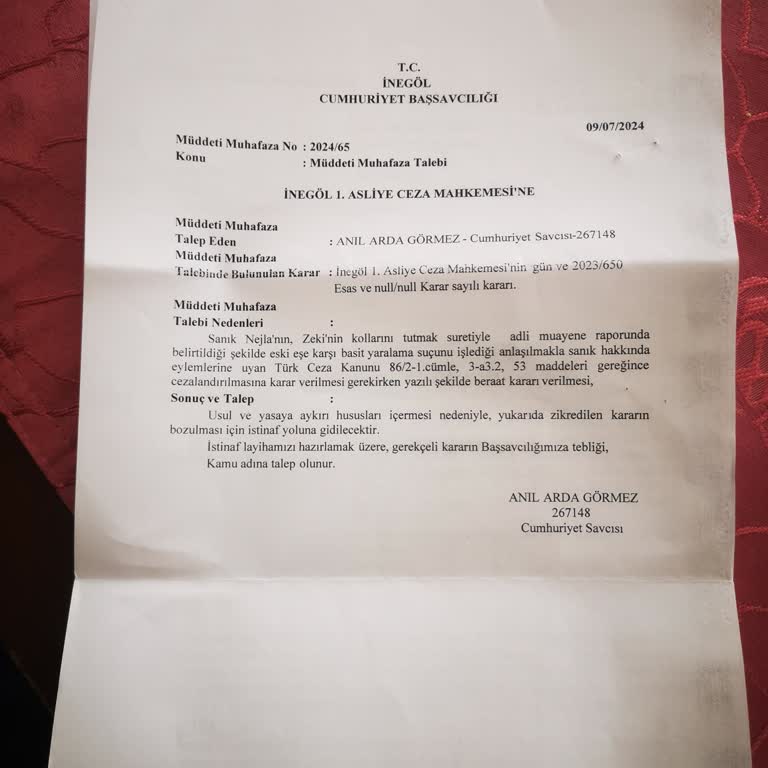 T.C.
İNEGÖL
CUMHURİYET BAŞSAVCILIĞI
09/07/2024
Müddeti Muhafaza No : 2024/65
Konu : Müddeti Muhafaza Talebi
İNEGÖL 1. ASLİYE CEZA MAHKEMESİ'NE
Müddeti Muhafaza
Talep Eden : ANIL ARDA GÖRMEZ - Cumhuriyet Savcısı-267148
Müddeti Muhafaza
Talebinde Bulunulan Karar : İnegöl 1. Asliye Ceza Mahkemesi'nin gün ve 2023/650
Esas ve null/null Karar sayılı kararı.
Müddeti Muhafaza
Talebi Nedenleri :
Sanık Nejla'nın, Zeki'nin kollarını tutmak suretiyle adli muayene raporunda
belirtildiği şekilde eski eşe karşı basit yaralama suçunu işlediği anlaşılmakla sanık hakkında
eylemlerine uyan Türk Ceza Kanunu 86/2-1.cümle, 3-a3.2, 53 maddeleri gereğince
cezalandırılmasına karar verilmesi gerekirken yazılı şekilde beraat kararı verilmesi,
Sonuç ve Talep :
Usul ve yasaya aykırı hususları içermesi nedeniyle, yukarıda zikredilen kararın
bozulması için istinaf yoluna gidilecektir.
İstinaf layihamızı hazırlamak üzere, gerekçeli kararın Başsavcılığımıza tebliği,
Kamu adına talep olunur.
ANIL ARDA GÖRMEZ
267148
Cumhuriyet Savcısı